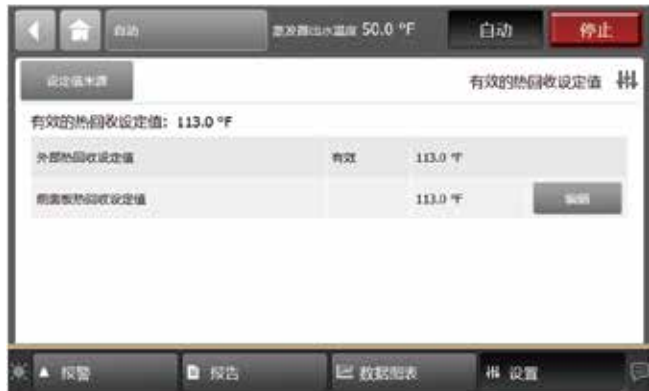 自动 蒸发器出水温度 50.0 °F 自动 停止
设定值来源 有效的热回收设定值
有效的热回收设定值: 113.0 °F
外部热回收设定值 有效 113.0 °F
前面板热回收设定值 113.0 °F 编辑
报警 报告 数据图表 设置